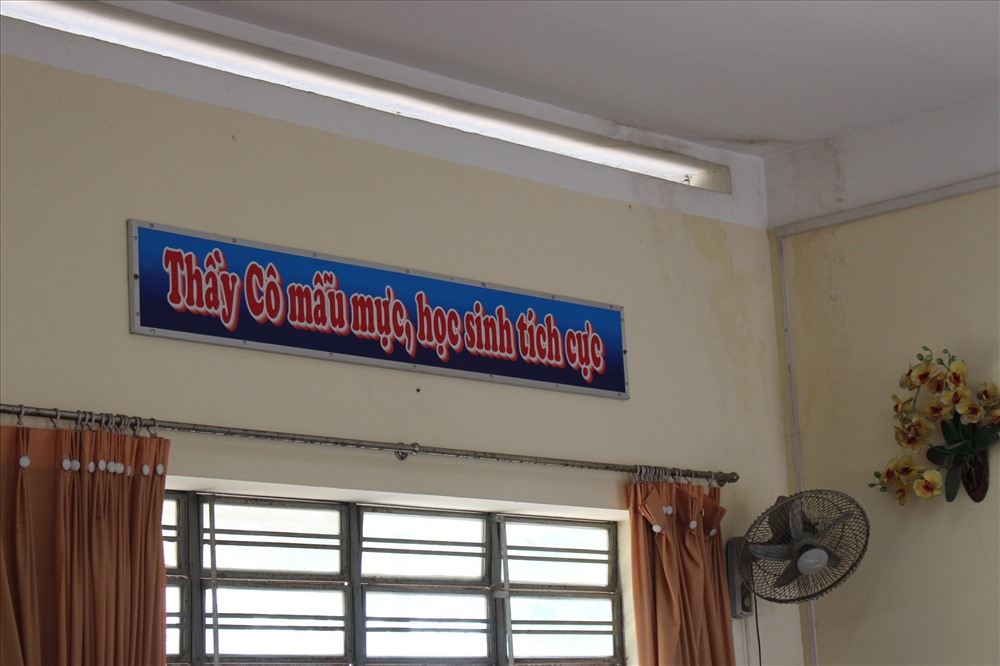 Thầy Cô mẫu mực, học sinh tích cực